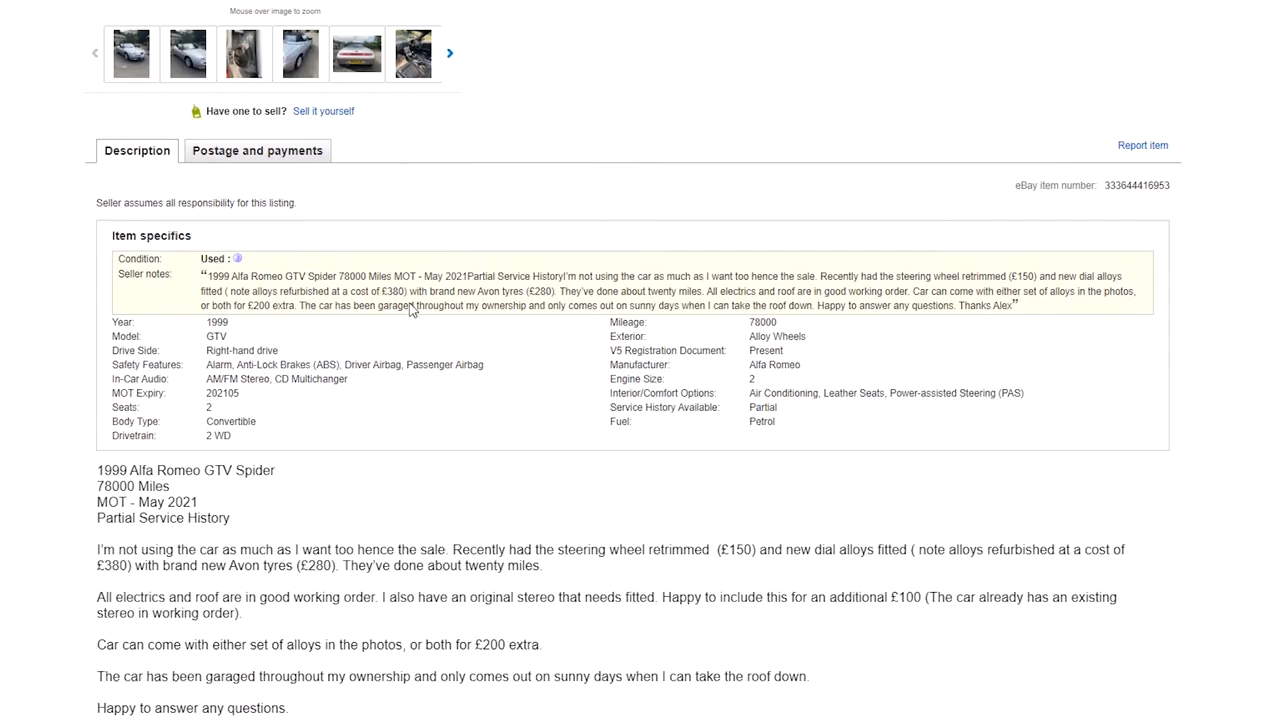 Mouse over image to zoom
Have one to sell? Sell it yourself
Description
Postage and payments
Report item
eBay item number: 333644416953
Seller assumes all responsibility for this listing.
Item specifics
Condition: Used :
Seller notes: “1999 Alfa Romeo GTV Spider 78000 Miles MOT - May 2021Partial Service HistoryI'm not using the car as much as I want too hence the sale. Recently had the steering wheel retrimmed (£150) and new dial alloys
fitted ( note alloys refurbished at a cost of £380) with brand new Avon tyres (£280). They've done about twenty miles. All electrics and roof are in good working order. Car can come with either set of alloys in the photos,
or both for £200 extra. The car has been garaged throughout my ownership and only comes out on sunny days when I can take the roof down. Happy to answer any questions. Thanks Alex”
Year: 1999 Mileage: 78000
Model: GTV Exterior: Alloy Wheels
Drive Side: Right-hand drive V5 Registration Document: Present
Safety Features: Alarm, Anti-Lock Brakes (ABS), Driver Airbag, Passenger Airbag Manufacturer: Alfa Romeo
In-Car Audio: AM/FM Stereo, CD Multichanger Engine Size: 2
MOT Expiry: 202105 Interior/Comfort Options: Air Conditioning, Leather Seats, Power-assisted Steering (PAS)
Seats: 2 Service History Available: Partial
Body Type: Convertible Fuel: Petrol
Drivetrain: 2 WD
1999 Alfa Romeo GTV Spider
78000 Miles
MOT - May 2021
Partial Service History
I'm not using the car as much as I want too hence the sale. Recently had the steering wheel retrimmed (£150) and new dial alloys fitted ( note alloys refurbished at a cost of
£380) with brand new Avon tyres (£280). They've done about twenty miles.
All electrics and roof are in good working order. I also have an original stereo that needs fitted. Happy to include this for an additional £100 (The car already has an existing
stereo in working order).
Car can come with either set of alloys in the photos, or both for £200 extra.
The car has been garaged throughout my ownership and only comes out on sunny days when I can take the roof down.
Happy to answer any questions.